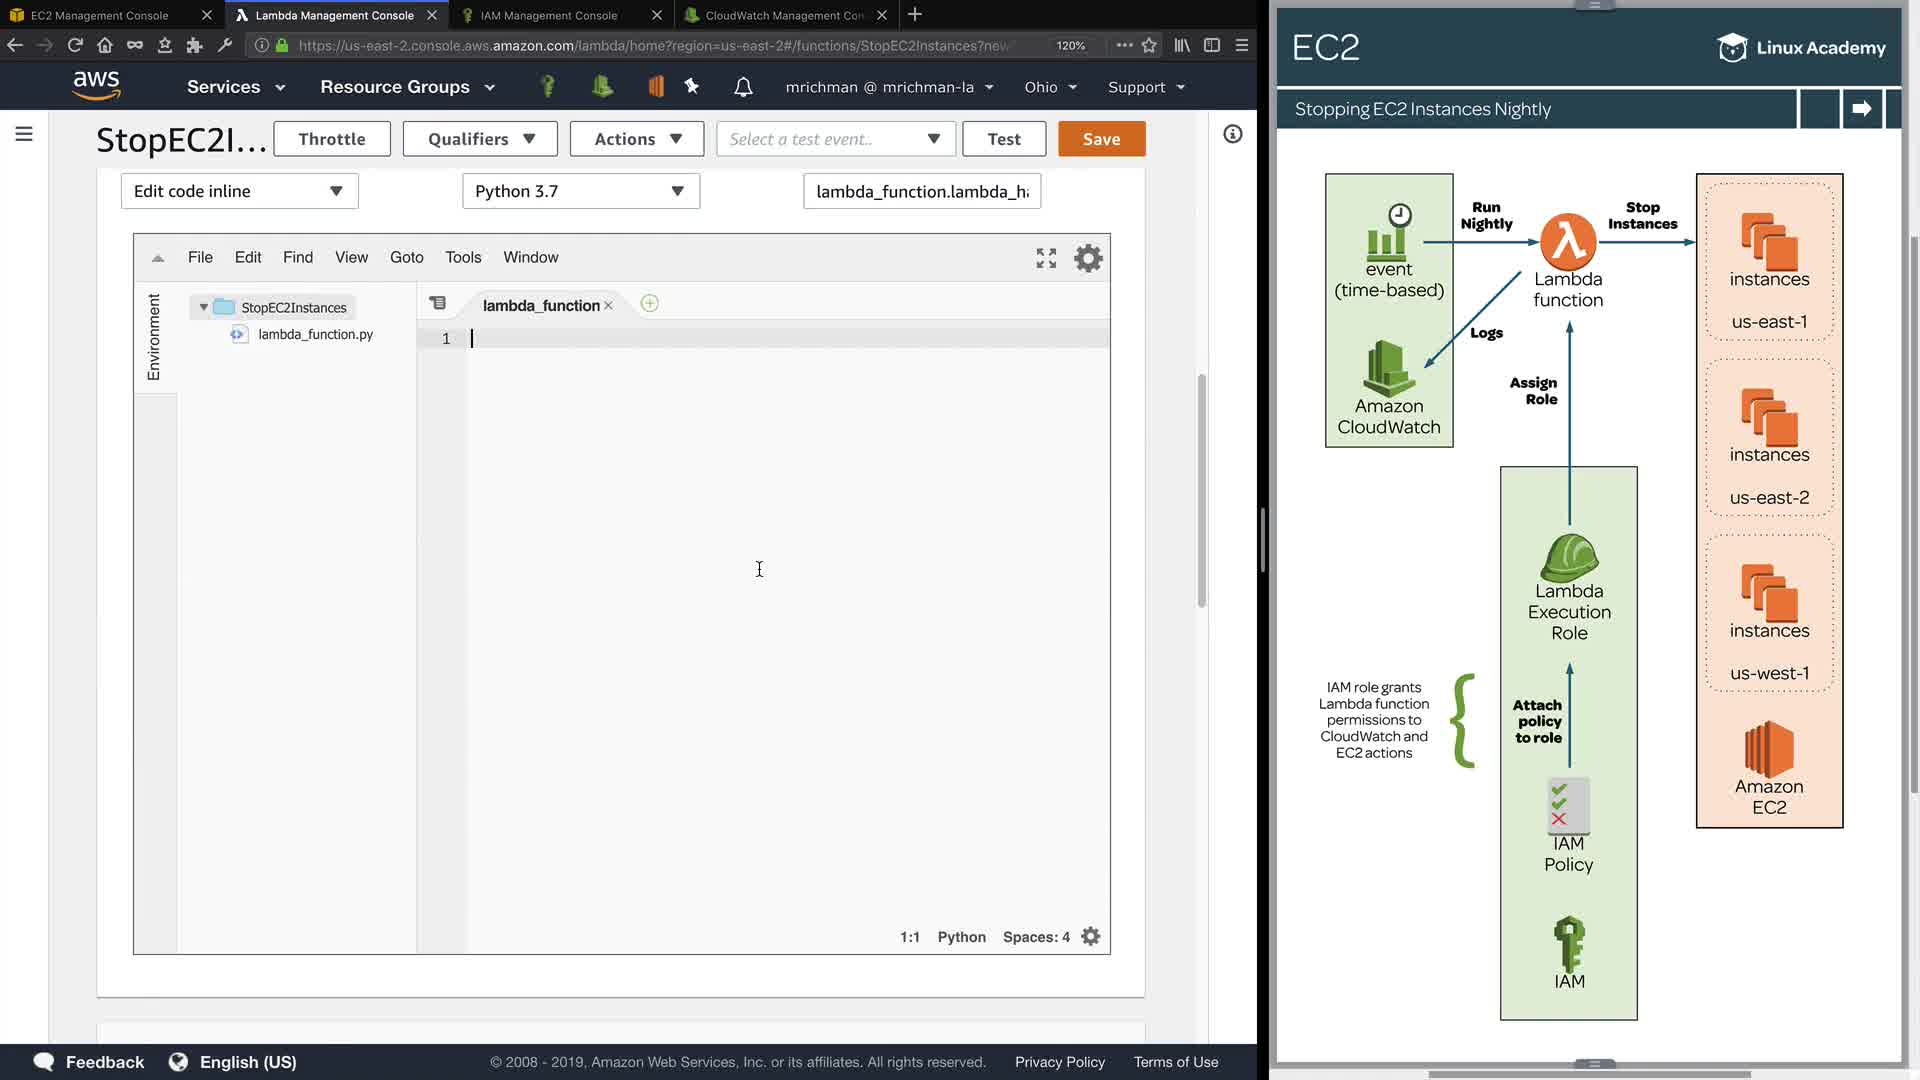 EC2 Management Console
Lambda Management Console
IAM Management Console
CloudWatch Management Con
https://us-east-2.console.aws.amazon.com/lambda/home?region=us-east-2#/functions/StopEC2Instances?new
120%
aws
Services
Resource Groups
mrichman @ mrichman-la
Ohio
Support
StopEC2I...
Throttle
Qualifiers
Actions
Select a test event..
Test
Save
Edit code inline
Python 3.7
lambda_function.lambda_ha
File Edit Find View Goto Tools Window
Environment
StopEC2Instances
lambda_function.py
lambda_function
1
1:1 Python Spaces: 4
Feedback
English (US)
© 2008 - 2019, Amazon Web Services, Inc. or its affiliates. All rights reserved.
Privacy Policy
Terms of Use
EC2
Linux Academy
Stopping EC2 Instances Nightly
event
(time-based)
Run
Nightly
Lambda
function
Stop
Instances
Logs
Amazon
CloudWatch
Assign
Role
Lambda
Execution
Role
IAM role grants
Lambda function
permissions to
CloudWatch and
EC2 actions
Attach
policy
to role
IAM
Policy
IAM
instances
us-east-1
instances
us-east-2
instances
us-west-1
Amazon
EC2